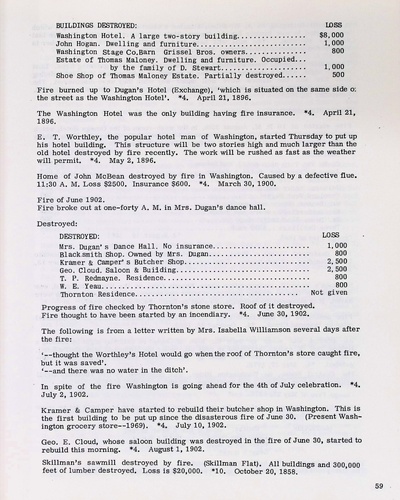 BUILDINGS DESTROYED: LOSS
Washington Hotel. A large two-story building................. $8,000
John Hogan. Dwelling and furniture........................... 1,000
Washington Stage Co. Barn Grissel Bros. owners............... 800
Estate of Thomas Maloney. Dwelling and furniture. Occupied...
by the family of D. Stewart..................... 1,000
Shoe Shop of Thomas Maloney Estate. Partially destroyed...... 500
Fire burned up to Dugan's Hotel (Exchange), 'which is situated on the same side o:
the street as the Washington Hotel'. *4. April 21, 1896.
The Washington Hotel was the only building having fire insurance. *4. April 21,
1896.
E. T. Worthley, the popular hotel man of Washington, started Thursday to put up
his hotel building. This structure will be two stories high and much larger than the
old hotel destroyed by fire recently. The work will be rushed as fast as the weather
will permit. *4. May 2, 1896.
Home of John McBean destroyed by fire in Washington. Caused by a defective flue.
11:30 A. M. Loss $2500. Insurance $600. *4. March 30, 1900.
Fire of June 1902.
Fire broke out at one-forty A. M. in Mrs. Dugan's dance hall.
Destroyed:
DESTROYED: LOSS
Mrs. Dugan's Dance Hall. No insurance....................... 1,000
Blacksmith Shop. Owned by Mrs. Dugan........................ 800
Kramer & Camper's Butcher Shop.............................. 2,500
Geo. Cloud. Saloon & Building............................... 2,500
T. P. Redmayne. Residence................................... 800
W. E. Yeau.................................................. 800
Thornton Residence.......................................... Not given
Progress of fire checked by Thornton's stone store. Roof of it destroyed.
Fire thought to have been started by an incendiary. *4. June 30, 1902.
The following is from a letter written by Mrs. Isabella Williamson several days after
the fire:
'--thought the Worthley's Hotel would go when the roof of Thornton's store caught fire,
but it was saved'.
'--and there was no water in the ditch'.
In spite of the fire Washington is going ahead for the 4th of July celebration. *4.
July 2, 1902.
Kramer & Camper have started to rebuild their butcher shop in Washington. This is
the first building to be put up since the disasterous fire of June 30. (Present Wash-
ington grocery store--1969). *4. July 10, 1902.
Geo. E. Cloud, whose saloon building was destroyed in the fire of June 30, started to
rebuild this morning. *4. August 1, 1902.
Skillman's sawmill destroyed by fire. (Skillman Flat). All buildings and 300,000
feet of lumber destroyed. Loss is $20,000. *10. October 20, 1858.
59